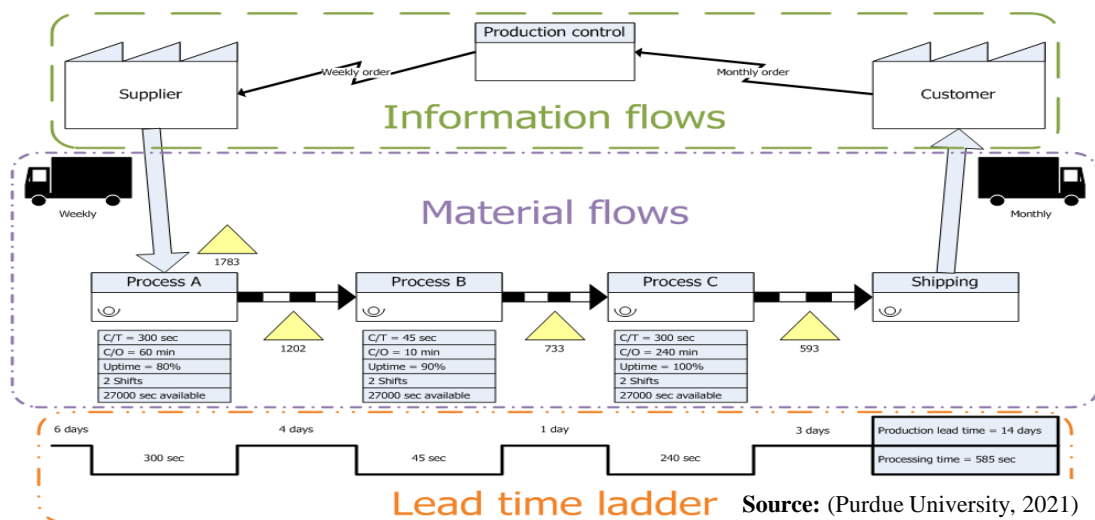 Production control
Weekly order
Monthly order
Supplier
Customer
Information flows
Weekly
Material flows
Monthly
1783
Process A
Process B
Process C
Shipping
1202
733
593
C/T = 300 sec
C/O = 60 min
Uptime = 80%
2 Shifts
27000 sec available
C/T = 45 sec
C/O = 10 min
Uptime = 90%
2 Shifts
27000 sec available
C/T = 300 sec
C/O = 240 min
Uptime = 100%
2 Shifts
27000 sec available
6 days
4 days
1 day
3 days
Production lead time = 14 days
300 sec
45 sec
240 sec
Processing time = 585 sec
Lead time ladder
Source: (Purdue University, 2021)